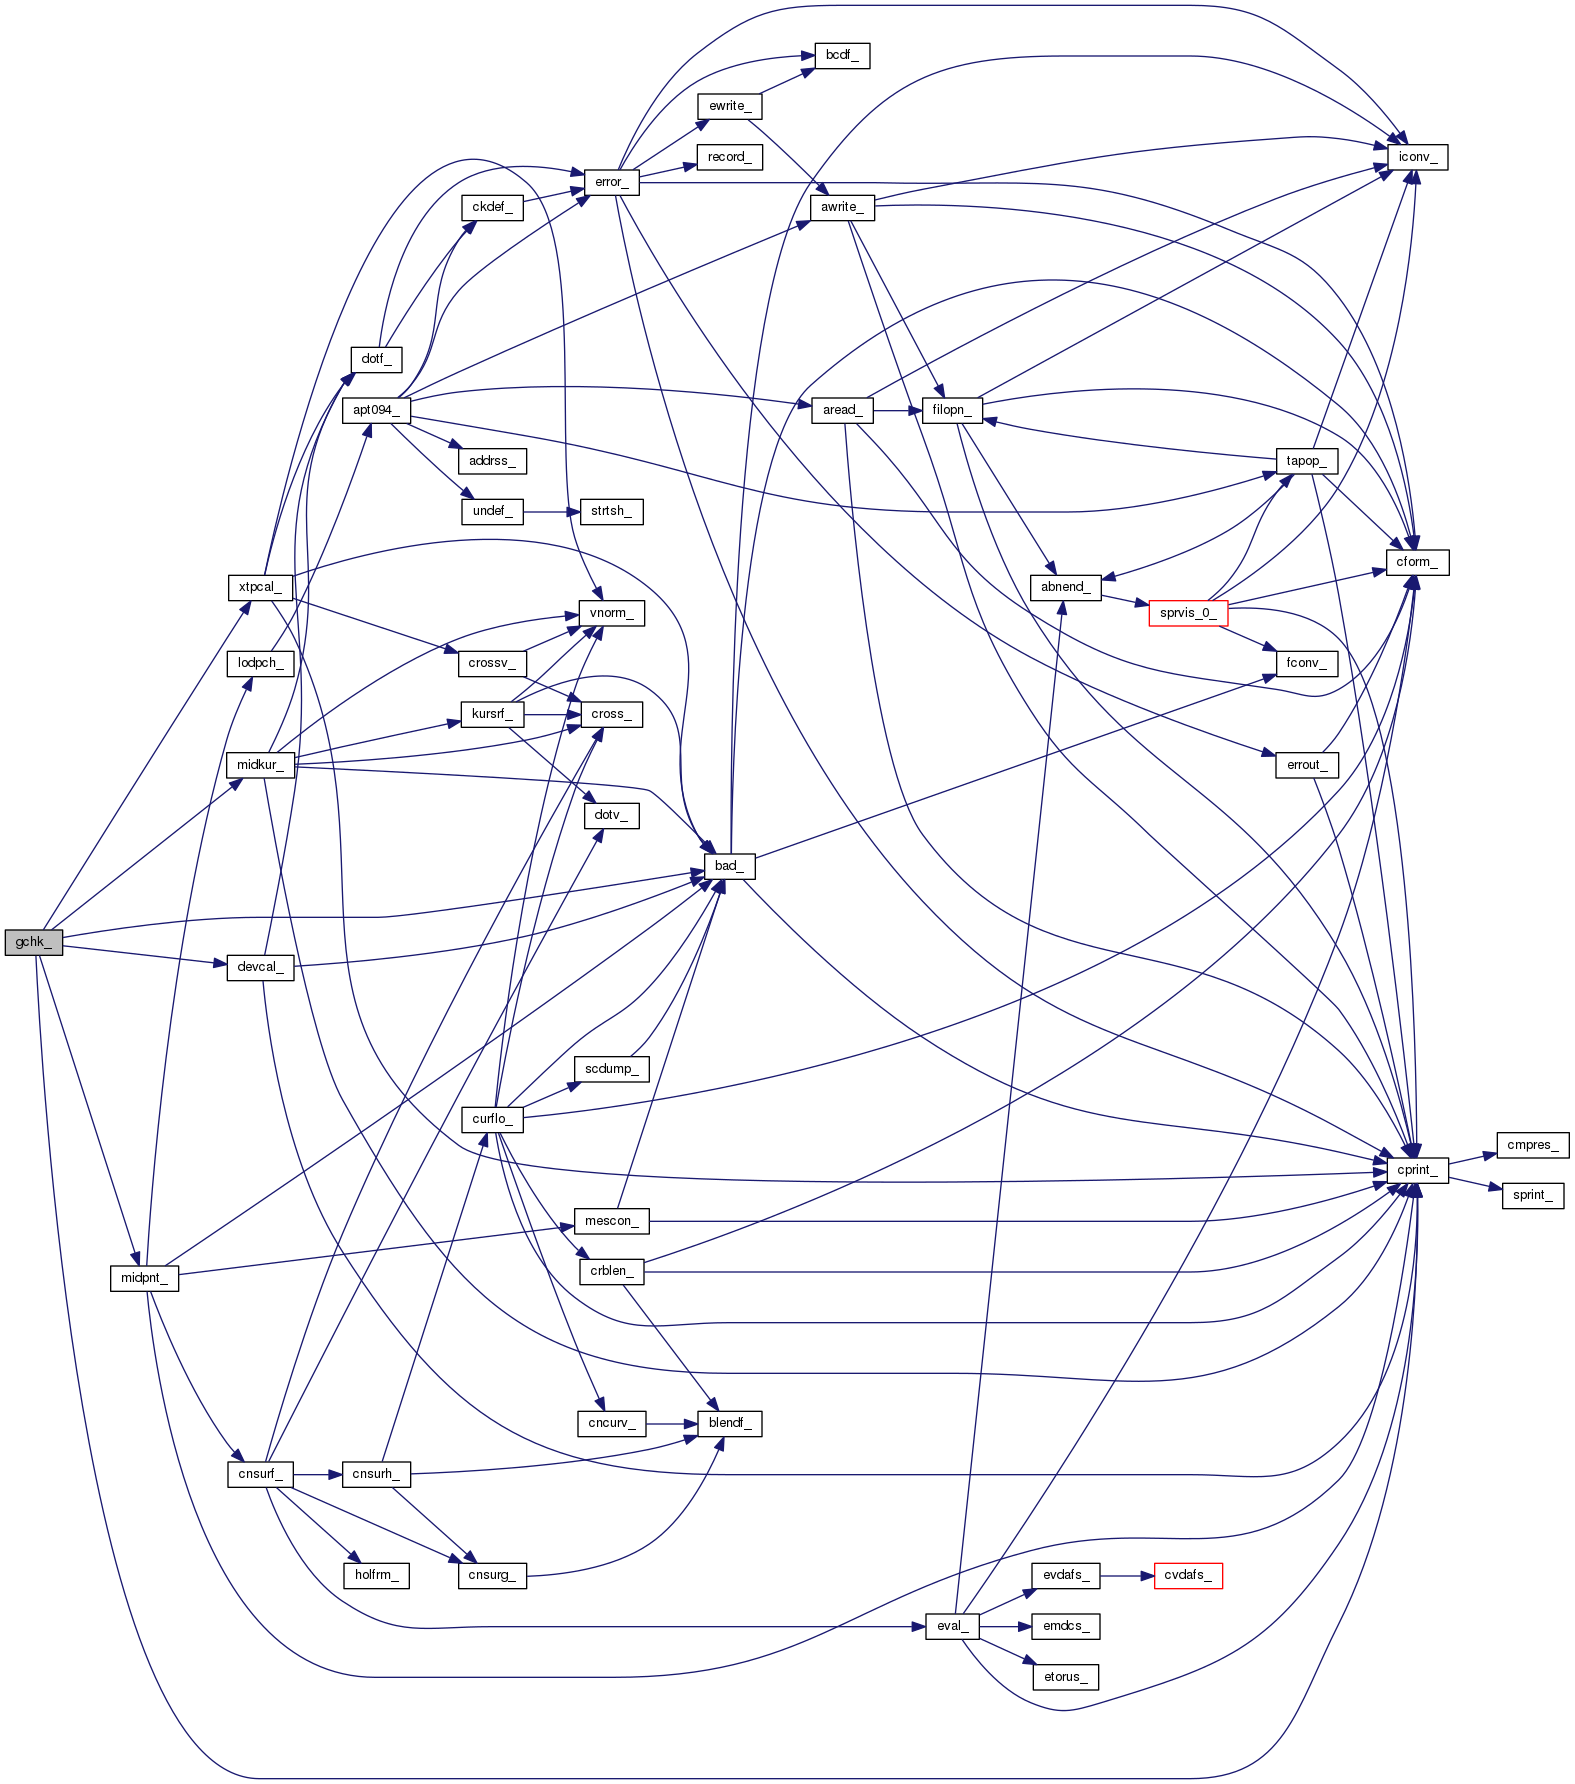 bcdf_
ewrite_
record_
iconv_
error_
ckdef_
awrite_
dotf_
apt094_
aread_
filopn_
addrss_
tapop_
undef_
strtsh_
cform_
xtpcal_
abnend_
vnorm_
sprvis_0_
lodpch_
crossv_
fconv_
kursrf_
cross_
midkur_
errout_
dotv_
bad_
gchk_
devcal_
scdump_
curflo_
cmpres_
cprint_
sprint_
mescon_
midpnt_
crblen_
cncurv_
blendf_
cnsurf_
cnsurh_
holfrm_
cnsurg_
evdafs_
cvdafs_
eval_
emdcs_
etorus_